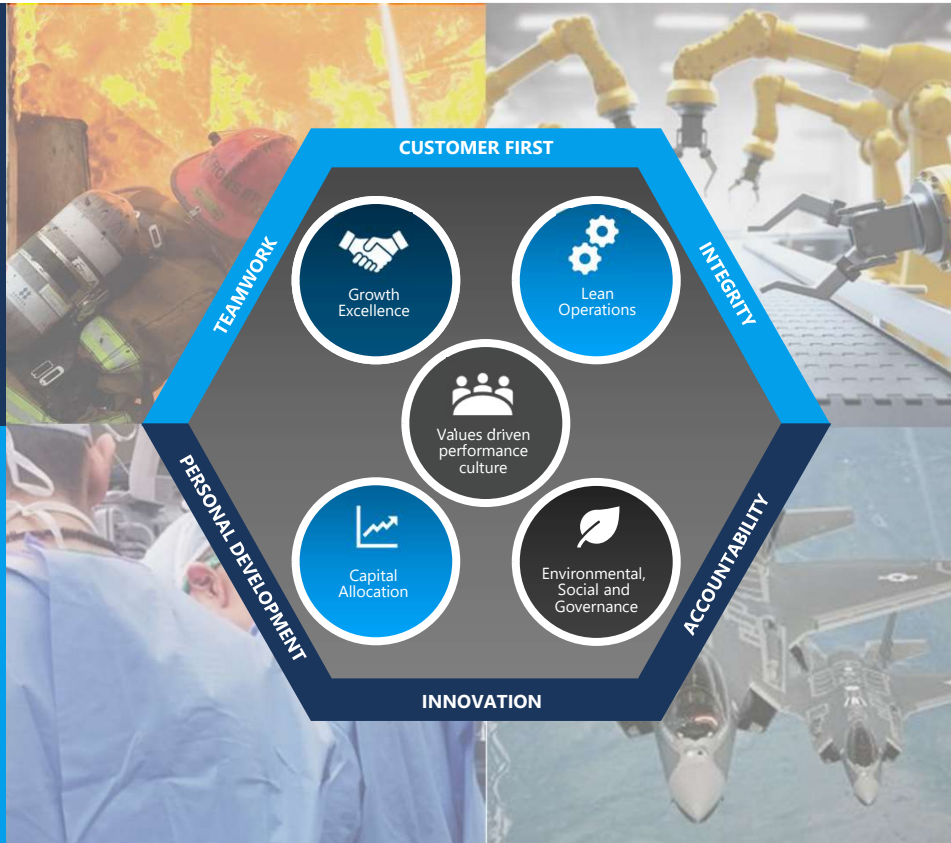 CUSTOMER FIRST
TEAMWORK
INTEGRITY
Growth
Excellence
Lean
Operations
Values driven
performance
culture
Capital
Allocation
Environmental,
Social and
Governance
PERSONAL DEVELOPMENT
ACCOUNTABILITY
INNOVATION